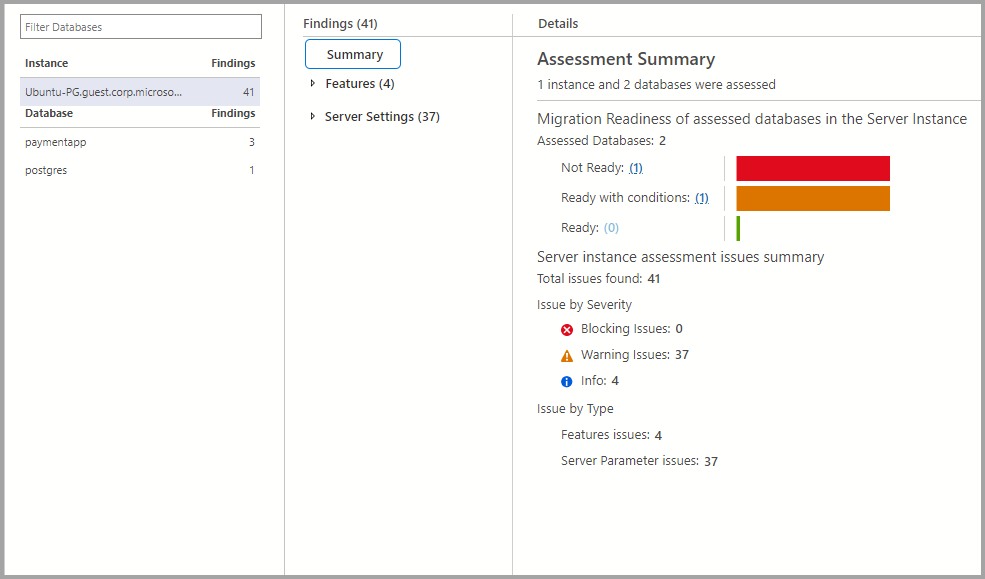 Filter Databases
Instance Findings
Ubuntu-PG.guest.corp.microso... 41
Database Findings
paymentapp 3
postgres 1
Findings (41)
Summary
Features (4)
Server Settings (37)
Details
Assessment Summary
1 instance and 2 databases were assessed
Migration Readiness of assessed databases in the Server Instance
Assessed Databases: 2
Not Ready: (1)
Ready with conditions: (1)
Ready: (0)
Server instance assessment issues summary
Total issues found: 41
Issue by Severity
Blocking Issues: 0
Warning Issues: 37
Info: 4
Issue by Type
Features issues: 4
Server Parameter issues: 37